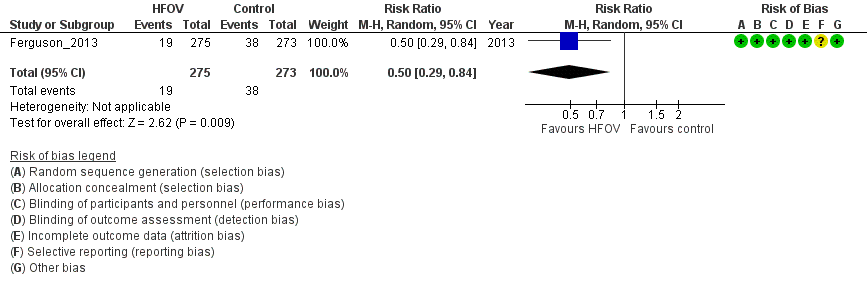 HFOV Control Risk Ratio Risk Ratio Risk of Bias
Study or Subgroup Events Total Events Total Weight M-H, Random, 95% CI Year M-H, Random, 95% CI A B C D E F G
Ferguson_2013 19 275 38 273 100.0% 0.50 [0.29, 0.84] 2013 + + + + + ? +
Total (95% CI) 275 273 100.0% 0.50 [0.29, 0.84]
Total events 19 38
Heterogeneity: Not applicable
Test for overall effect: Z = 2.62 (P = 0.009)
0.5 0.7 1 1.5 2
Favours HFOV Favours control
Risk of bias legend
(A) Random sequence generation (selection bias)
(B) Allocation concealment (selection bias)
(C) Blinding of participants and personnel (performance bias)
(D) Blinding of outcome assessment (detection bias)
(E) Incomplete outcome data (attrition bias)
(F) Selective reporting (reporting bias)
(G) Other bias